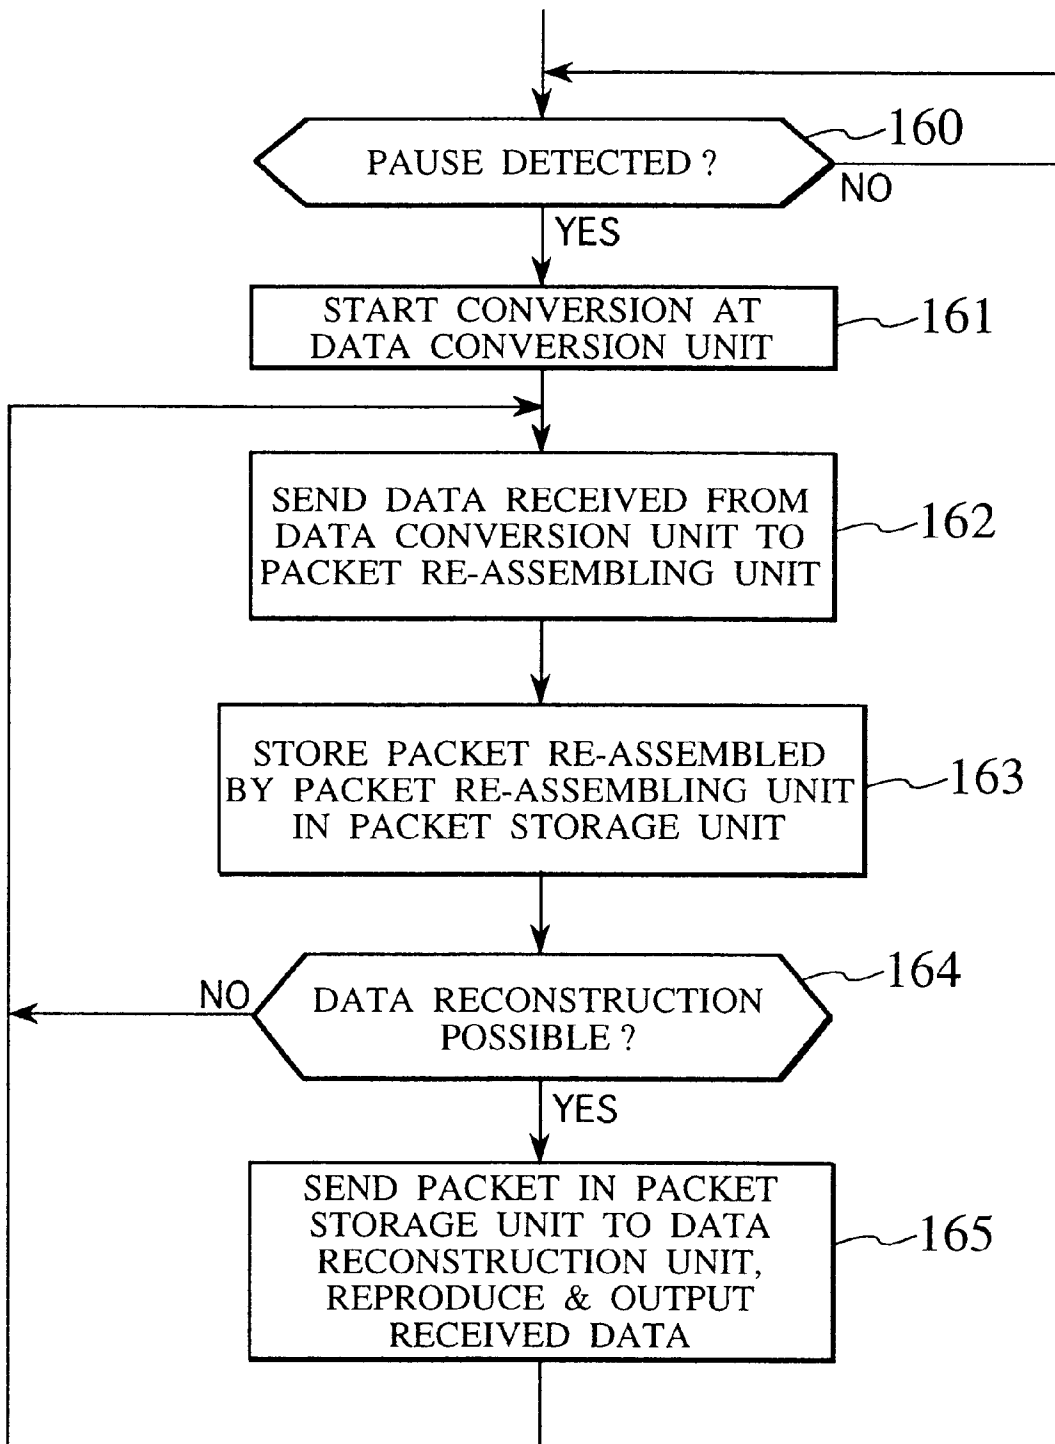 160
PAUSE DETECTED ?
NO
YES
START CONVERSION AT
DATA CONVERSION UNIT
161
SEND DATA RECEIVED FROM
DATA CONVERSION UNIT TO
PACKET RE-ASSEMBLING UNIT
162
STORE PACKET RE-ASSEMBLED
BY PACKET RE-ASSEMBLING UNIT
IN PACKET STORAGE UNIT
163
164
NO
DATA RECONSTRUCTION
POSSIBLE ?
YES
SEND PACKET IN PACKET
STORAGE UNIT TO DATA
RECONSTRUCTION UNIT,
REPRODUCE & OUTPUT
RECEIVED DATA
165